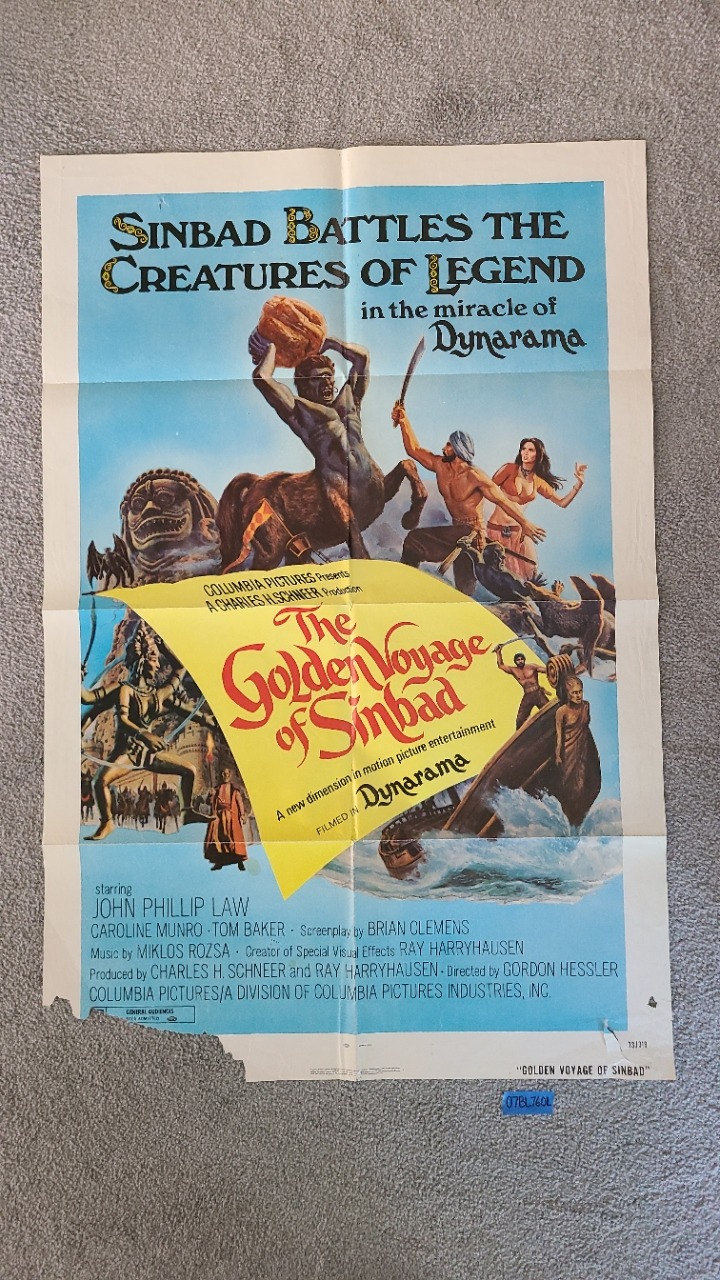 SINBAD BATTLES THE
CREATURES OF LEGEND
in the miracle of
Dynarama
COLUMBIA PICTURES Presents
A CHARLES H. SCHNEER Production
The
Golden Voyage
of Sinbad
A new dimension in motion picture entertainment
FILMED IN Dynarama
starring
JOHN PHILLIP LAW
CAROLINE MUNRO · TOM BAKER · Screenplay by BRIAN CLEMENS
Music by MIKLOS ROZSA · Creator of Special Visual Effects RAY HARRYHAUSEN
Produced by CHARLES H. SCHNEER and RAY HARRYHAUSEN · Directed by GORDON HESSLER
COLUMBIA PICTURES/A DIVISION OF COLUMBIA PICTURES INDUSTRIES, INC.
GENERAL AUDIENCES
"GOLDEN VOYAGE OF SINBAD"